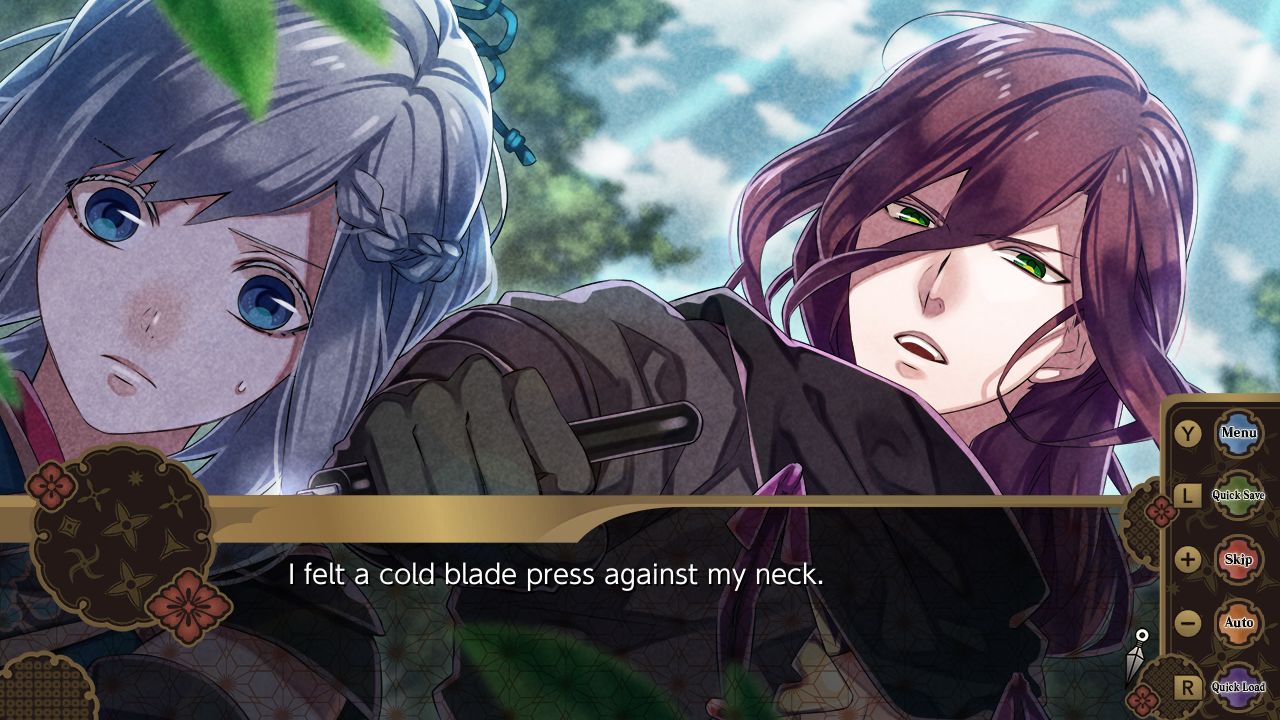 I felt a cold blade press against my neck.
Y Menu
L Quick Save
+ Skip
− Auto
R Quick Load